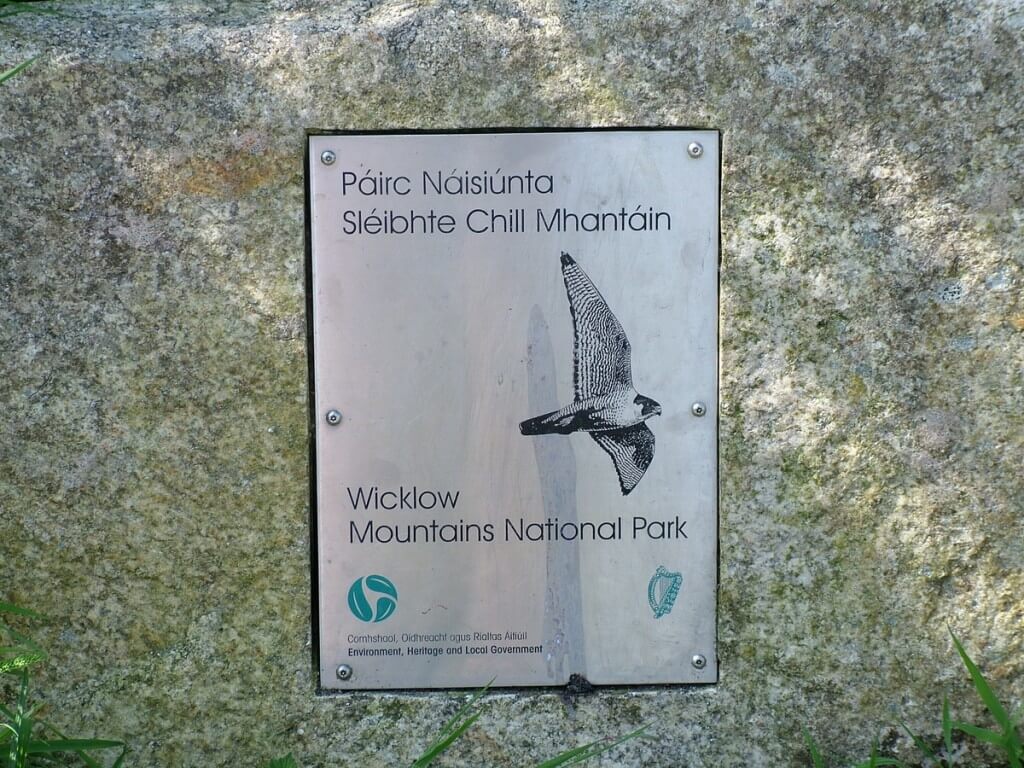 Páirc Náisiúnta
Sléibhte Chill Mhantáin
Wicklow
Mountains National Park
Comhshaol, Oidhreacht agus Rialtas Áitiúil
Environment, Heritage and Local Government